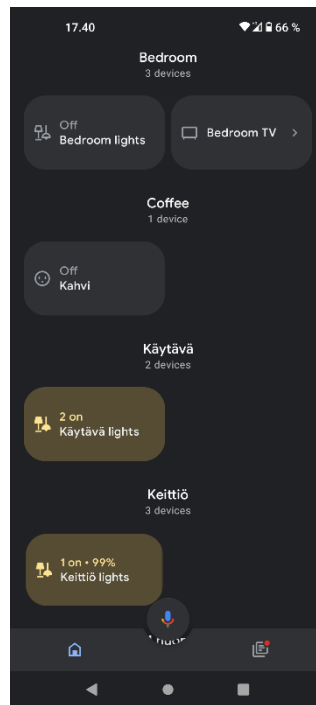 17.40
66 %
Bedroom
3 devices
Off
Bedroom lights
Bedroom TV
Coffee
1 device
Off
Kahvi
Käytävä
2 devices
2 on
Käytävä lights
Keittiö
3 devices
1 on • 99%
Keittiö lights